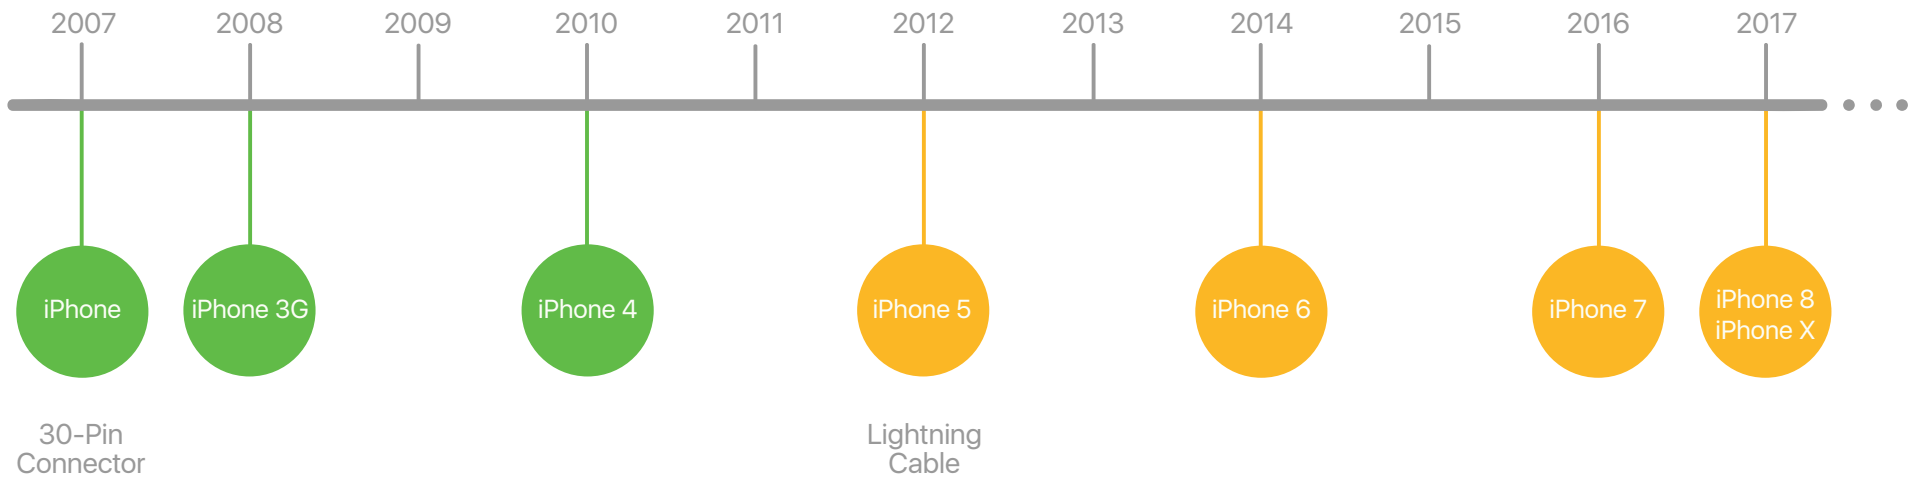 2007
2008
2009
2010
2011
2012
2013
2014
2015
2016
2017
iPhone
iPhone 3G
iPhone 4
iPhone 5
iPhone 6
iPhone 7
iPhone 8
iPhone X
30-Pin
Connector
Lightning
Cable